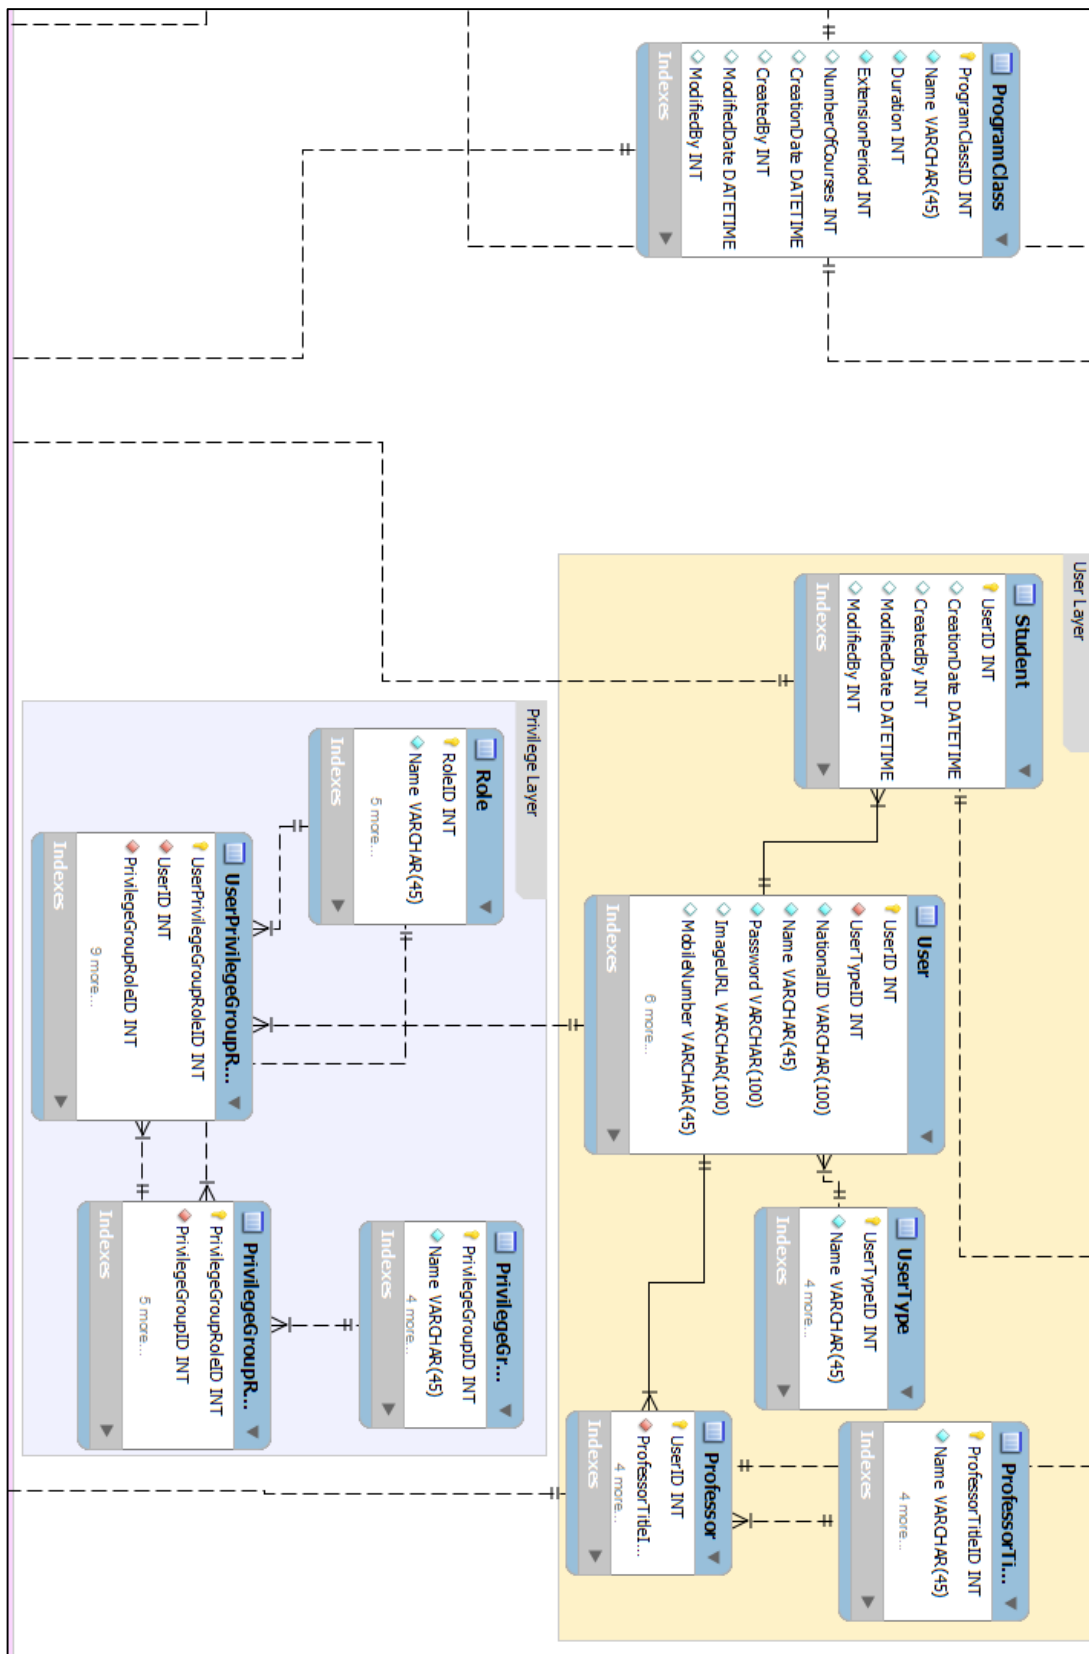 ProgramClass
ProgramClassID INT
Name VARCHAR(45)
Duration INT
ExtensionPeriod INT
NumberOfCourses INT
CreationDate DATETIME
CreatedBy INT
ModifiedDate DATETIME
ModifiedBy INT
Indexes
User Layer
Student
UserID INT
CreationDate DATETIME
CreatedBy INT
ModifiedDate DATETIME
ModifiedBy INT
Indexes
User
UserID INT
UserTypeID INT
NationalID VARCHAR(100)
Name VARCHAR(45)
Password VARCHAR(100)
ImageURL VARCHAR(100)
MobileNumber VARCHAR(45)
6 more...
Indexes
UserType
UserTypeID INT
Name VARCHAR(45)
4 more...
Indexes
ProfessorTi...
ProfessorTitleID INT
Name VARCHAR(45)
4 more...
Indexes
Professor
UserID INT
ProfessorTitleI...
4 more...
Indexes
Privilege Layer
Role
RoleID INT
Name VARCHAR(45)
5 more...
Indexes
UserPrivilegeGroupR...
UserPrivilegeGroupRoleID INT
UserID INT
PrivilegeGroupRoleID INT
9 more...
Indexes
PrivilegeGr...
PrivilegeGroupID INT
Name VARCHAR(45)
4 more...
Indexes
PrivilegeGroupR...
PrivilegeGroupRoleID INT
PrivilegeGroupID INT
5 more...
Indexes